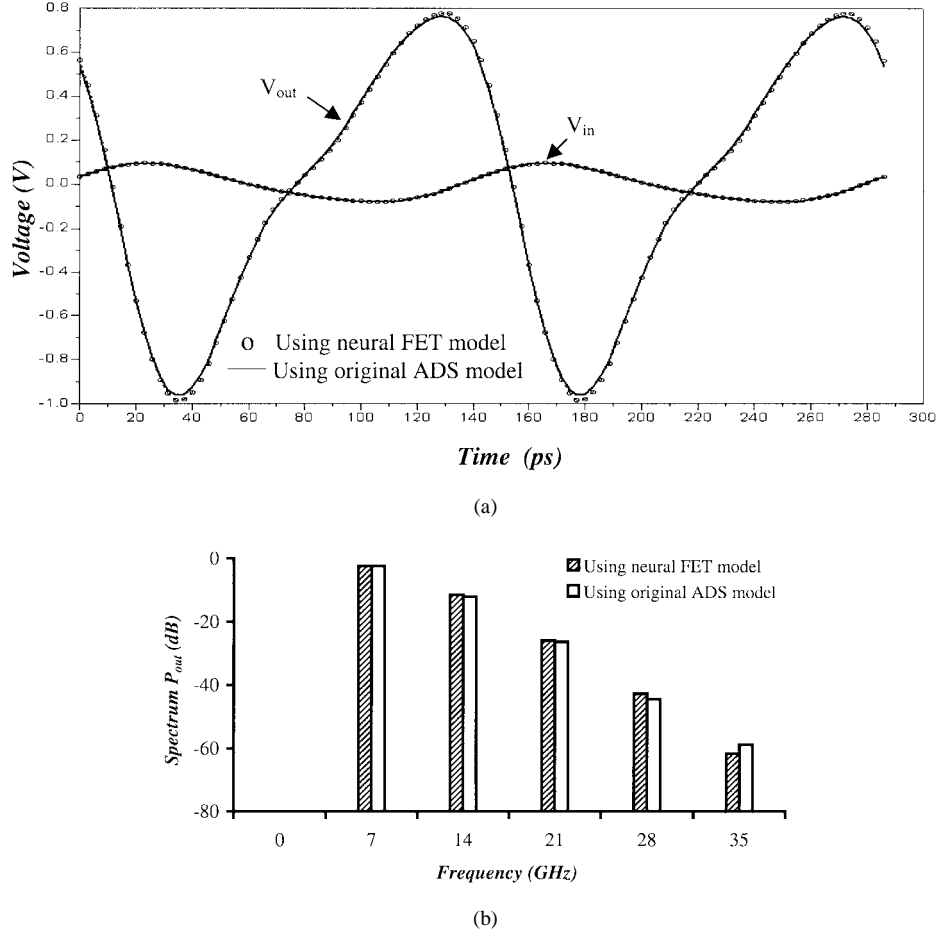 0.8
0.6
0.4
0.2
0.0
-0.2
-0.4
-0.6
-0.8
-1.0
Voltage (V)
Vout
Vin
o Using neural FET model
Using original ADS model
0 20 40 60 80 100 120 140 160 180 200 220 240 260 280 300
Time (ps)
(a)
0
-20
-40
-60
-80
Spectrum Pout (dB)
Using neural FET model
Using original ADS model
0 7 14 21 28 35
Frequency (GHz)
(b)